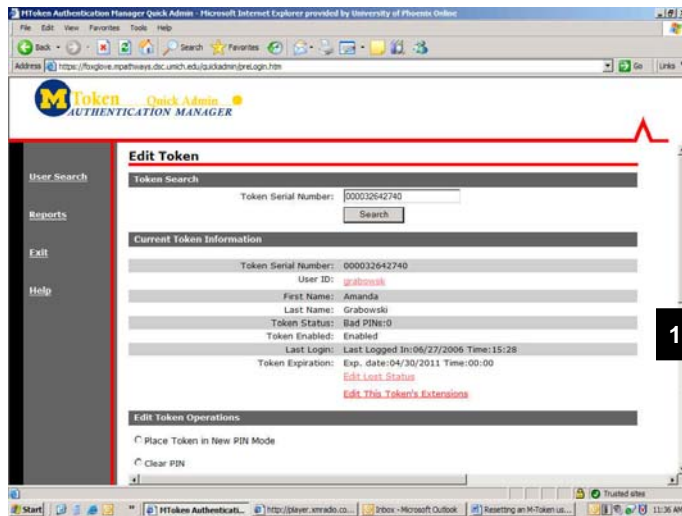 MToken Authentication Manager Quick Admin - Microsoft Internet Explorer provided by University of Phoenix Online
File Edit View Favorites Tools Help
Back Search Favorites
Address https://foxglove.mpathways.dsc.umich.edu/quickadmin/preLogin.htm Go Links
MToken Quick Admin
AUTHENTICATION MANAGER
Edit Token
User Search
Token Search
Token Serial Number: 000032642740
Reports
Search
Current Token Information
Exit
Token Serial Number: 000032642740
User ID: grabowsk
Help
First Name: Amanda
Last Name: Grabowski
Token Status: Bad PINs:0
Token Enabled: Enabled
1
Last Login: Last Logged In:06/27/2006 Time:15:28
Token Expiration: Exp. date:04/30/2011 Time:00:00
Edit Lost Status
Edit This Token's Extensions
Edit Token Operations
Place Token in New PIN Mode
Clear PIN
Trusted sites
Start MToken Authenticati... http://player.xmradio.co... Inbox - Microsoft Outlook Resetting an M-Token us... 11:36 AM